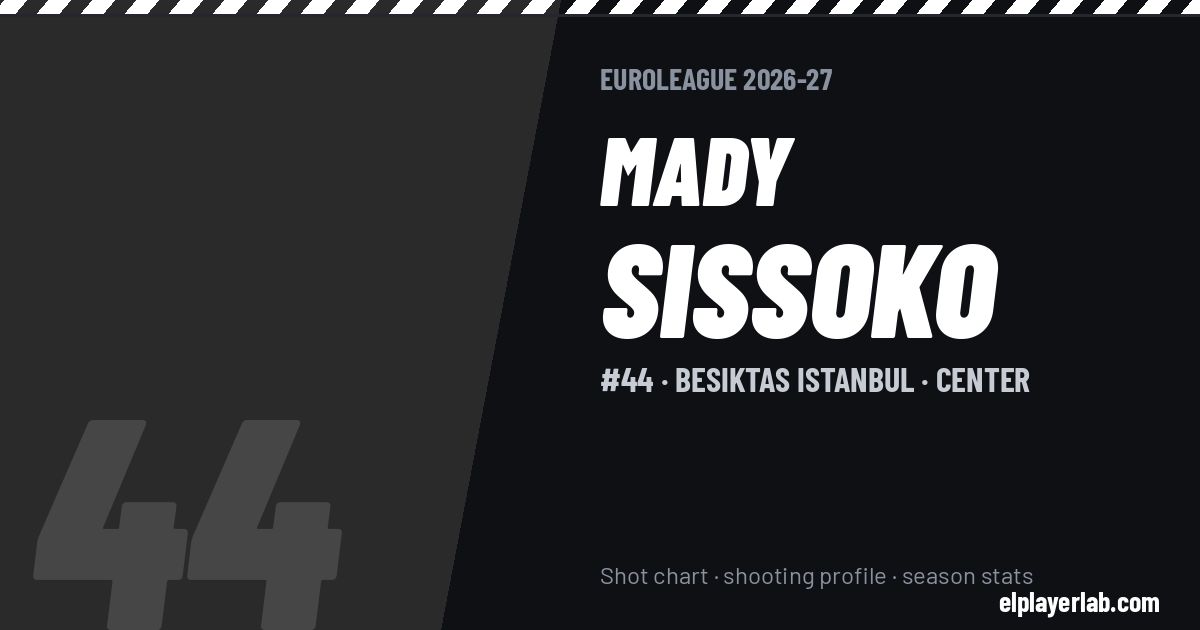 EUROLEAGUE 2026-27
MADY
SISSOKO
#44 · BESIKTAS ISTANBUL · CENTER
44
Shot chart · shooting profile · season stats
elplayerlab.com